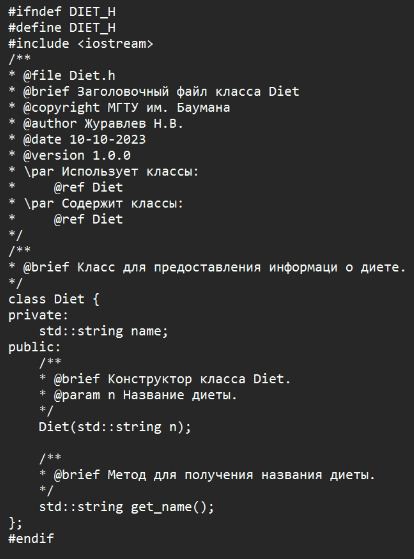 #ifndef DIET_H
#define DIET_H
#include <iostream>
/**
* @file Diet.h
* @brief Заголовочный файл класса Diet
* @copyright МГТУ им. Баумана
* @author Журавлев Н.В.
* @date 10-10-2023
* @version 1.0.0
* \par Использует классы:
*     @ref Diet
* \par Содержит классы:
*     @ref Diet
*/
/**
* @brief Класс для предоставления информаци о диете.
*/
class Diet {
private:
    std::string name;
public:
    /**
    * @brief Конструктор класса Diet.
    * @param n Название диеты.
    */
    Diet(std::string n);

    /**
    * @brief Метод для получения названия диеты.
    */
    std::string get_name();
};
#endif